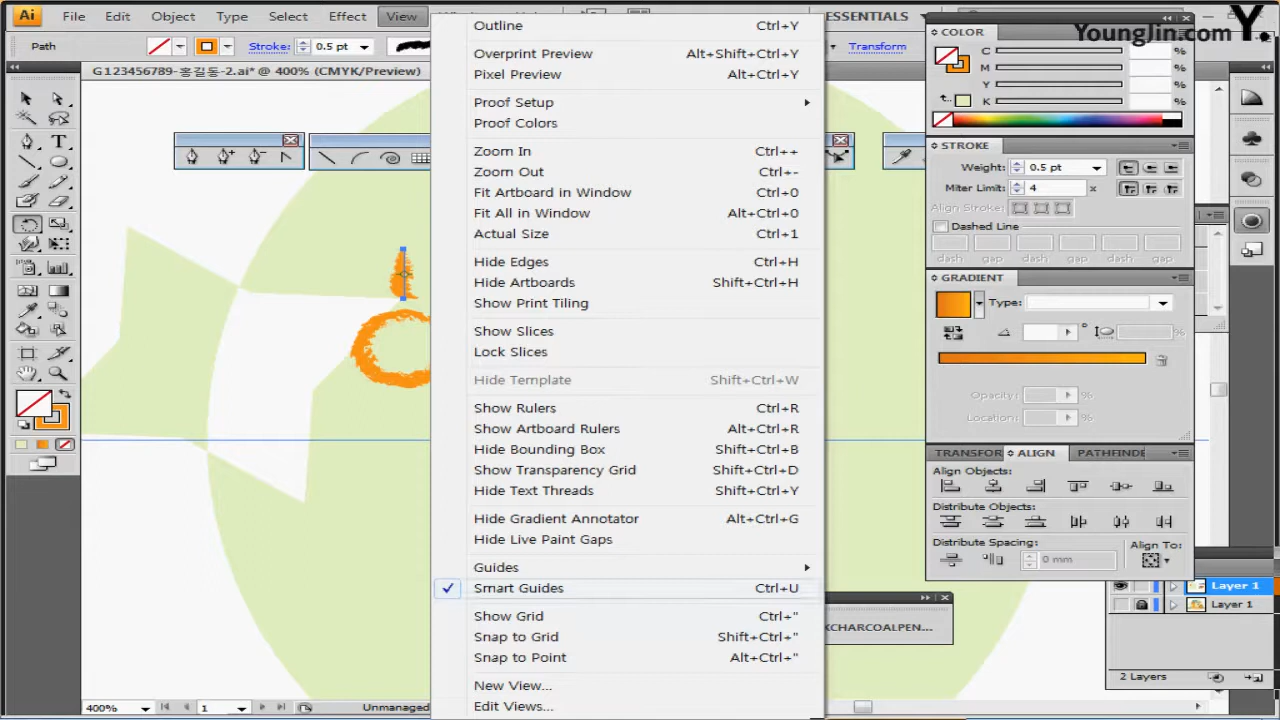 Ai File Edit Object Type Select Effect View ESSENTIALS
YoungJin.com Y.
Path Stroke: 0.5 pt Transform
G123456789-홍길동-2.ai* @ 400% (CMYK/Preview)
Outline Ctrl+Y
Overprint Preview Alt+Shift+Ctrl+Y
Pixel Preview Alt+Ctrl+Y
Proof Setup
Proof Colors
Zoom In Ctrl++
Zoom Out Ctrl+-
Fit Artboard in Window Ctrl+0
Fit All in Window Alt+Ctrl+0
Actual Size Ctrl+1
Hide Edges Ctrl+H
Hide Artboards Shift+Ctrl+H
Show Print Tiling
Show Slices
Lock Slices
Hide Template Shift+Ctrl+W
Show Rulers Ctrl+R
Show Artboard Rulers Alt+Ctrl+R
Hide Bounding Box Shift+Ctrl+B
Show Transparency Grid Shift+Ctrl+D
Hide Text Threads Shift+Ctrl+Y
Hide Gradient Annotator Alt+Ctrl+G
Hide Live Paint Gaps
Guides
Smart Guides Ctrl+U
Show Grid Ctrl+"
Snap to Grid Shift+Ctrl+"
Snap to Point Alt+Ctrl+"
New View...
Edit Views...
COLOR
C %
M %
Y %
K %
STROKE
Weight: 0.5 pt
Miter Limit: 4 x
Align Stroke:
Dashed Line
dash gap dash gap dash gap
GRADIENT
Type:
° %
Opacity: %
Location: %
TRANSFOR ALIGN PATHFINDE
Align Objects:
Distribute Objects:
Distribute Spacing: Align To:
0 mm
Layer 1
Layer 1
2 Layers
KCHARCOALPEN...
400% 1 Unmanaged